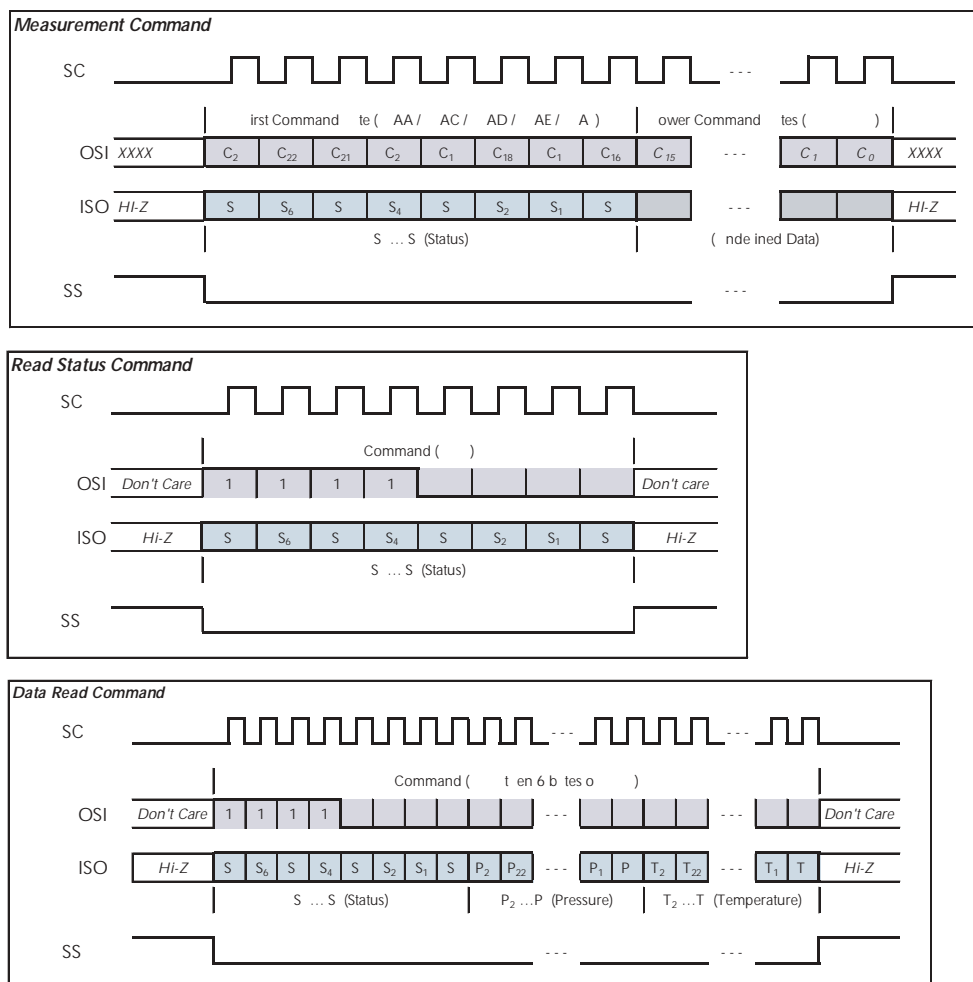 Measurement Command
SC
irst Command te ( AA / AC / AD / AE / A )
ower Command tes ( )
OSI XXXX C2 C22 C21 C2 C1 C18 C1 C16 C15 - - - C1 C0 XXXX
ISO HI-Z S S6 S S4 S S2 S1 S - - - HI-Z
S ... S (Status)
( nde ined Data)
SS - - -
Read Status Command
SC
Command ( )
OSI Don't Care 1 1 1 1 Don't care
ISO Hi-Z S S6 S S4 S S2 S1 S Hi-Z
S ... S (Status)
SS
Data Read Command
SC - - - - - -
Command ( t en 6 b tes o )
OSI Don't Care 1 1 1 1 - - - - - - Don't Care
ISO Hi-Z S S6 S S4 S S2 S1 S P2 P22 - - - P1 P T2 T22 - - - T1 T Hi-Z
S ... S (Status) P2 ...P (Pressure) T2 ...T (Temperature)
SS - - - - - -